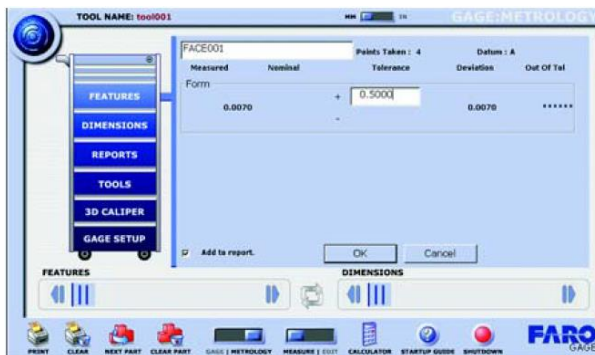 TOOL NAME: tool001
MM IN
GAGE:METROLOGY
FACE001
Points Taken : 4
Datum : A
Measured Nominal Tolerance Deviation Out Of Tol
Form
0.0070 + 0.5000 0.0070 ******
-
FEATURES
DIMENSIONS
REPORTS
TOOLS
3D CALIPER
GAGE SETUP
Add to report.
OK Cancel
FEATURES DIMENSIONS
PRINT CLEAR NEXT PART CLEAR PART GAGE | METROLOGY MEASURE | EDIT CALCULATOR STARTUP GUIDE SHUTDOWN
FARO
GAGE